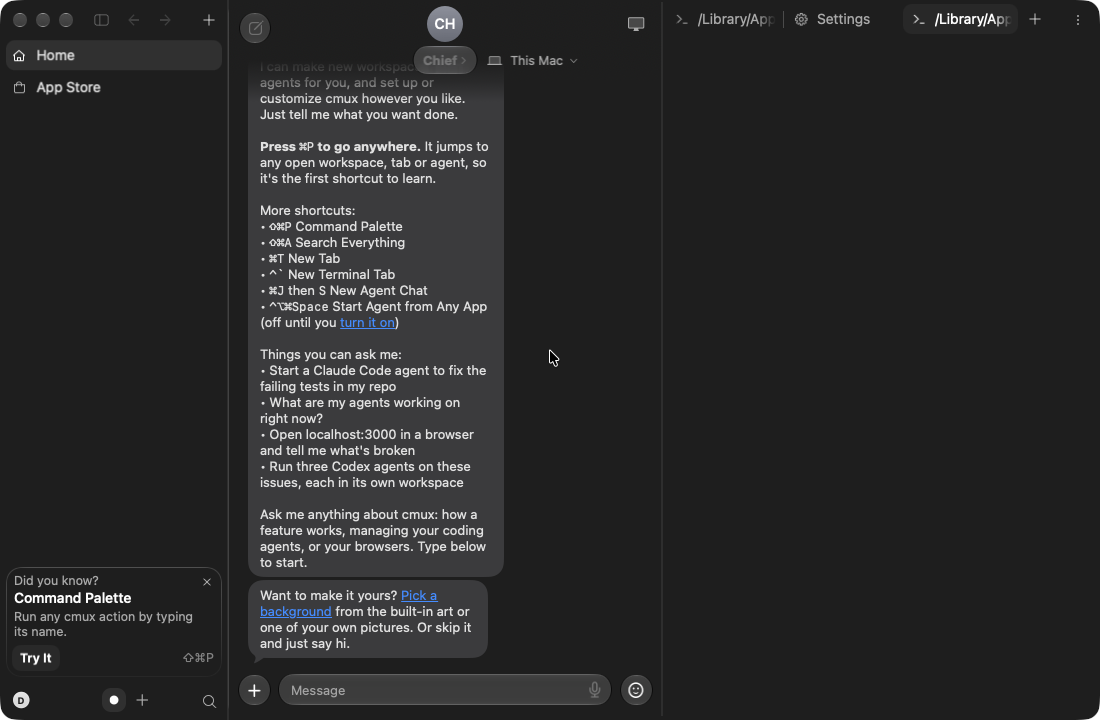 /Library/App
Settings
/Library/App
Home
App Store
CH
Chief
This Mac
I can make new workspac
agents for you, and set up or
customize cmux however you like.
Just tell me what you want done.
Press ⌘P to go anywhere. It jumps to
any open workspace, tab or agent, so
it's the first shortcut to learn.
More shortcuts:
• ⇧⌘P Command Palette
• ⇧⌘A Search Everything
• ⌘T New Tab
• ^` New Terminal Tab
• ⌘J then S New Agent Chat
• ^⌥⌘Space Start Agent from Any App
(off until you turn it on)
Things you can ask me:
• Start a Claude Code agent to fix the
failing tests in my repo
• What are my agents working on
right now?
• Open localhost:3000 in a browser
and tell me what's broken
• Run three Codex agents on these
issues, each in its own workspace
Ask me anything about cmux: how a
feature works, managing your coding
agents, or your browsers. Type below
to start.
Want to make it yours? Pick a
background from the built-in art or
one of your own pictures. Or skip it
and just say hi.
Did you know?
Command Palette
Run any cmux action by typing
its name.
Try It
⇧⌘P
D
Message